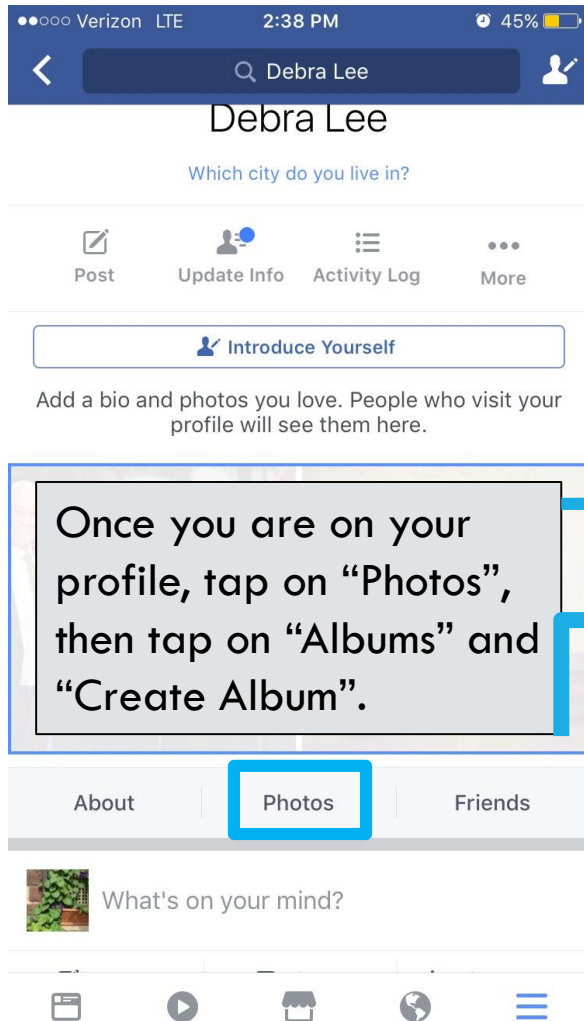 Verizon LTE 2:38 PM 45%
Debra Lee
Debra Lee
Which city do you live in?
Post Update Info Activity Log More
Introduce Yourself
Add a bio and photos you love. People who visit your
profile will see them here.
Once you are on your
profile, tap on “Photos”,
then tap on “Albums” and
“Create Album”.
About Photos Friends
What's on your mind?